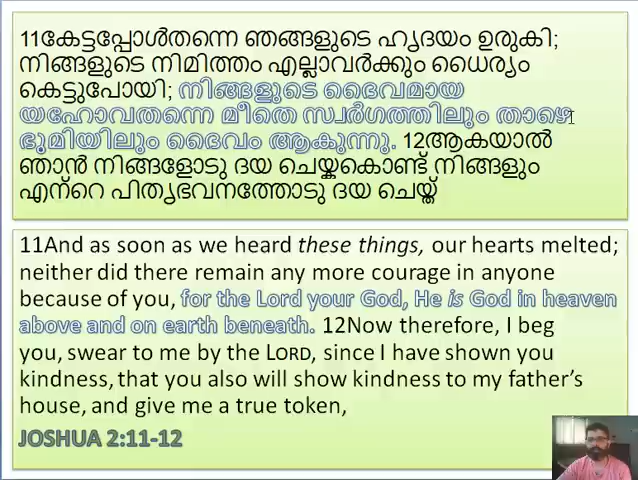 11കേട്ടപ്പോൾതന്നെ ഞങ്ങളുടെ ഹൃദയം ഉരുകി;
നിങ്ങളുടെ നിമിത്തം എല്ലാവർക്കും ധൈര്യം
കെട്ടുപോയി; നിങ്ങളുടെ ദൈവമായ
യഹോവതന്നെ മീതെ സ്വർഗത്തിലും താഴെ
ഭൂമിയിലും ദൈവം ആകുന്നു. 12ആകയാൽ
ഞാൻ നിങ്ങളോടു ദയ ചെയ്കകൊണ്ട് നിങ്ങളും
എന്റെ പിതൃഭവനത്തോടു ദയ ചെയ്ത്
11And as soon as we heard these things, our hearts melted;
neither did there remain any more courage in anyone
because of you, for the Lord your God, He is God in heaven
above and on earth beneath. 12Now therefore, I beg
you, swear to me by the LORD, since I have shown you
kindness, that you also will show kindness to my father's
house, and give me a true token,
JOSHUA 2:11-12